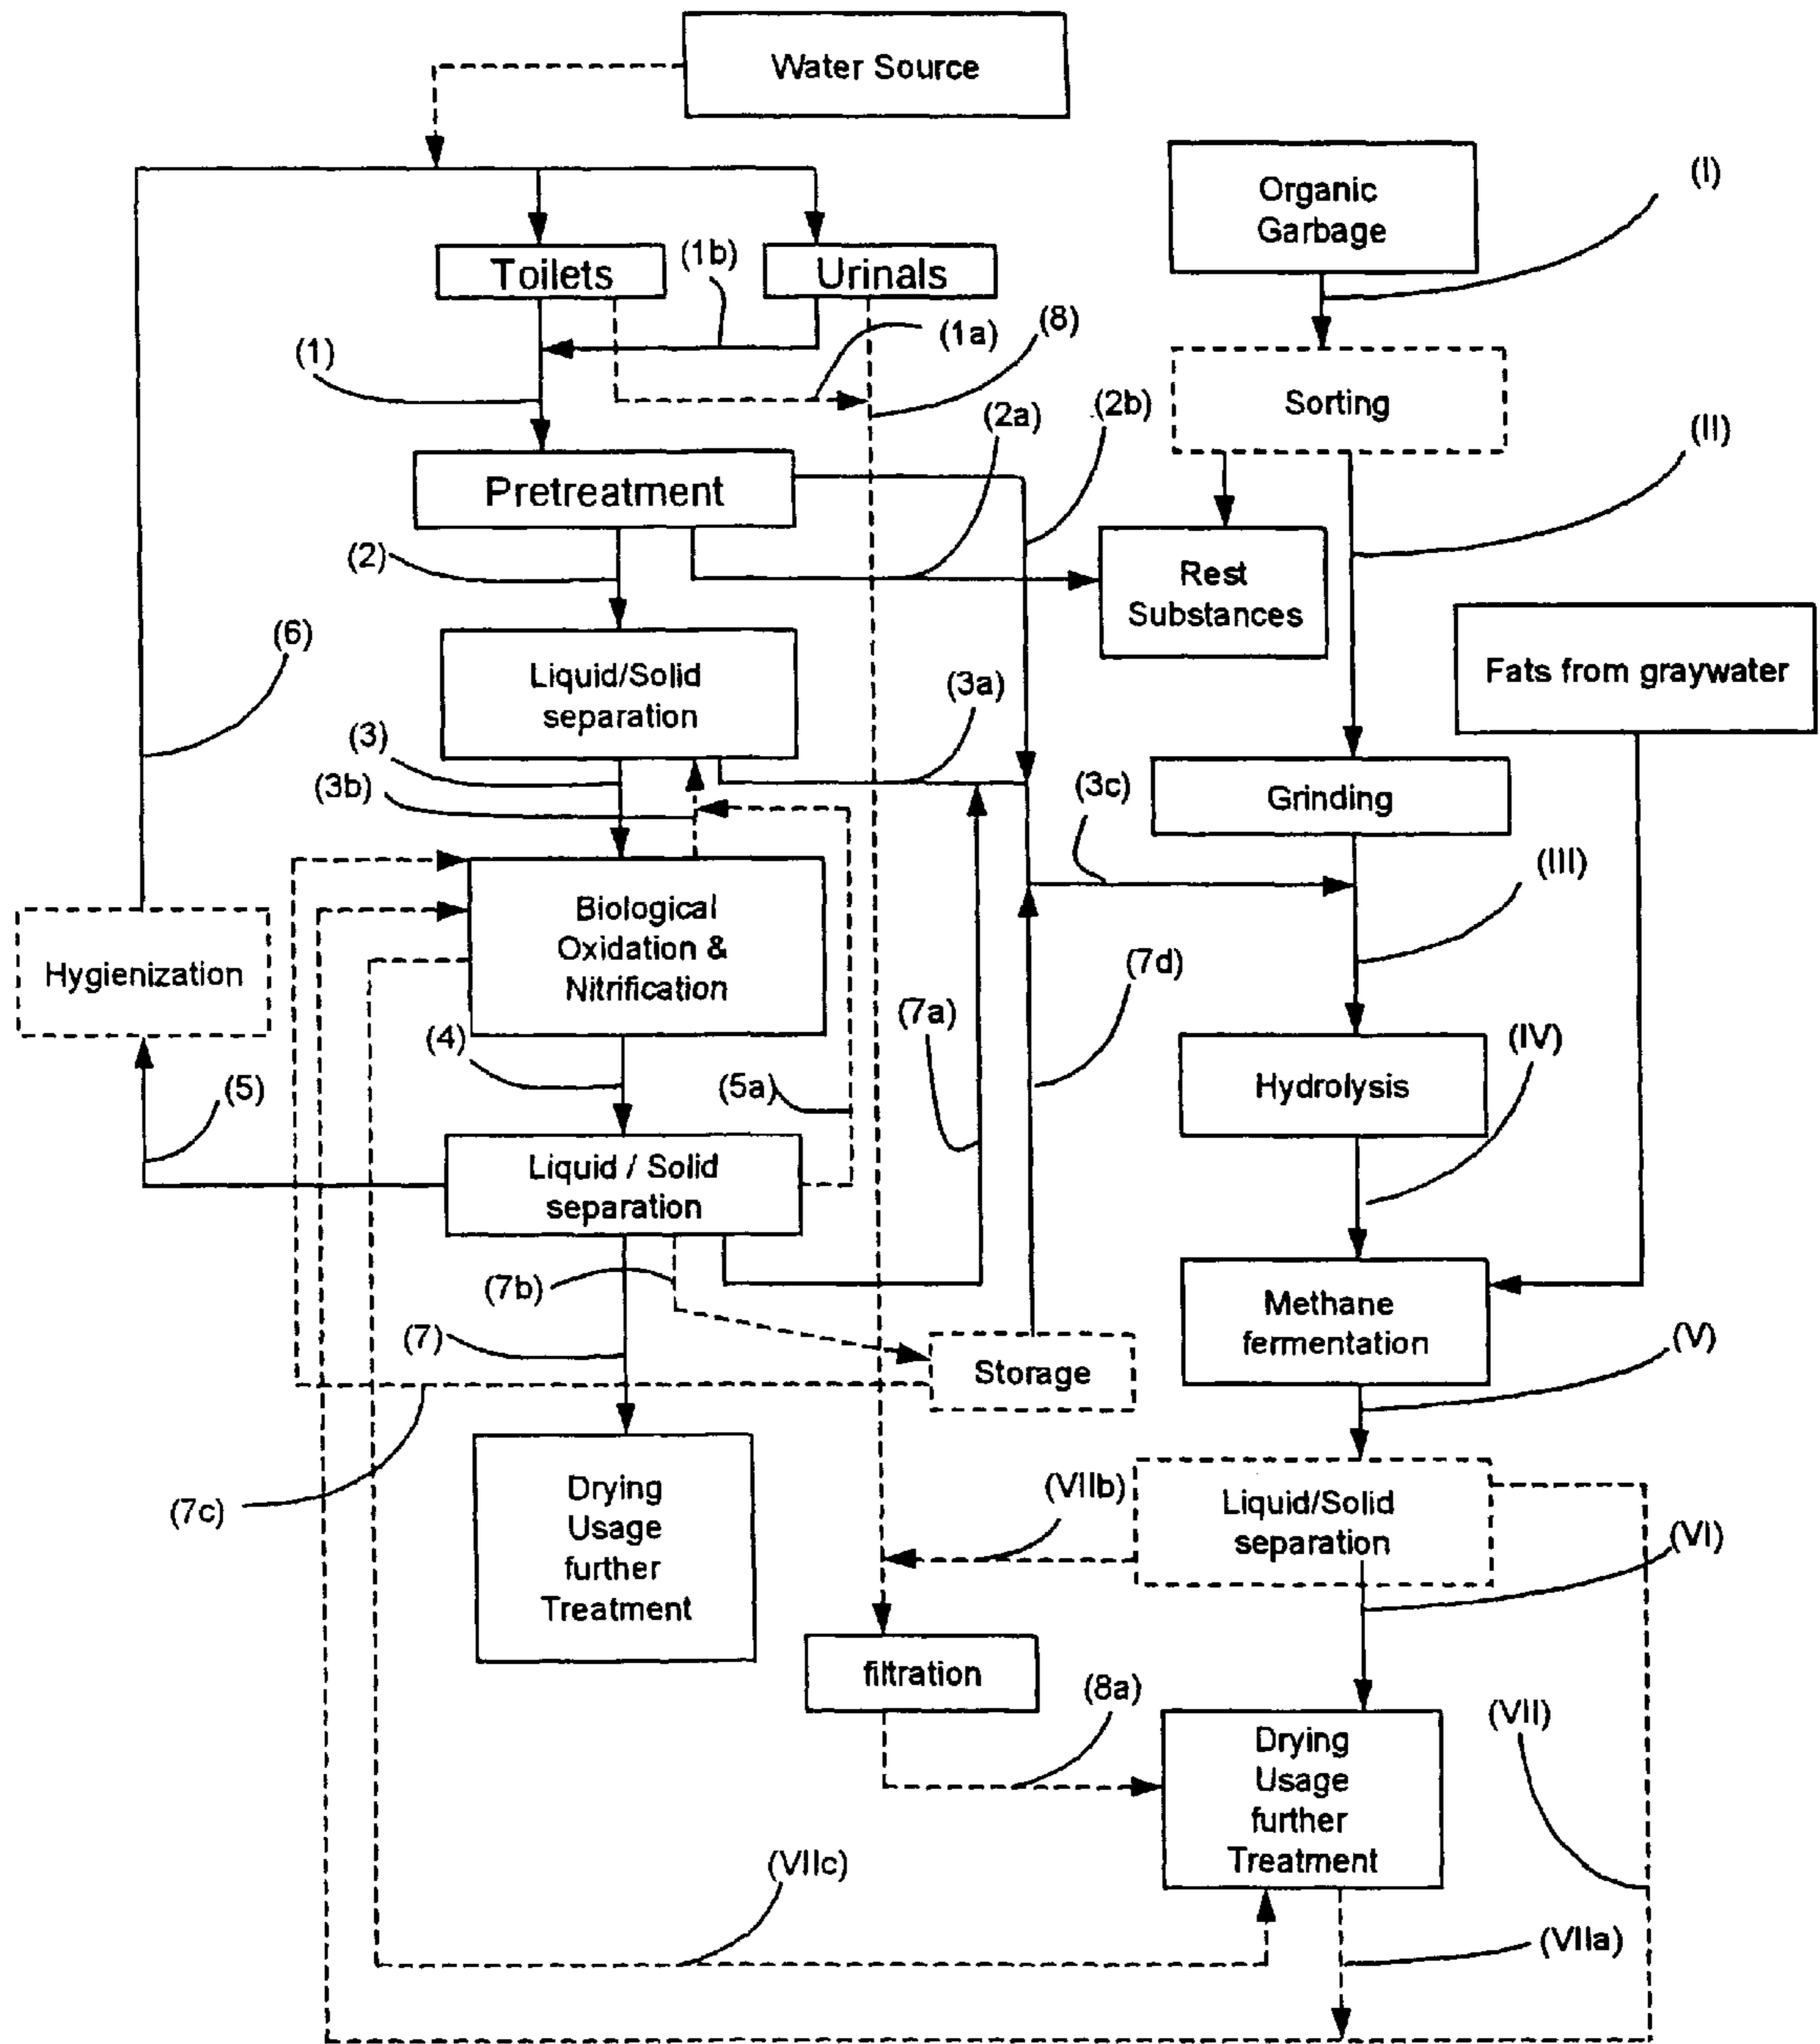 Water Source
Organic
Garbage
(I)
Toilets
(1b)
Urinals
(1)
(1a)
(8)
Sorting
(2a)
(2b)
(II)
Pretreatment
(2)
Rest
Substances
Fats from graywater
(6)
Liquid/Solid
separation
(3a)
(3)
(3b)
(3c)
Grinding
(III)
Biological
Oxidation &
Nitrification
Hygienization
(7a)
(7d)
(4)
(5)
(5a)
Hydrolysis
(IV)
Liquid / Solid
separation
(7b)
(7)
Methane
fermentation
(V)
Storage
(7c)
Drying
Usage
further
Treatment
(VIIb)
Liquid/Solid
separation
(VI)
filtration
(8a)
(VII)
Drying
Usage
further
Treatment
(VIIc)
(VIIa)